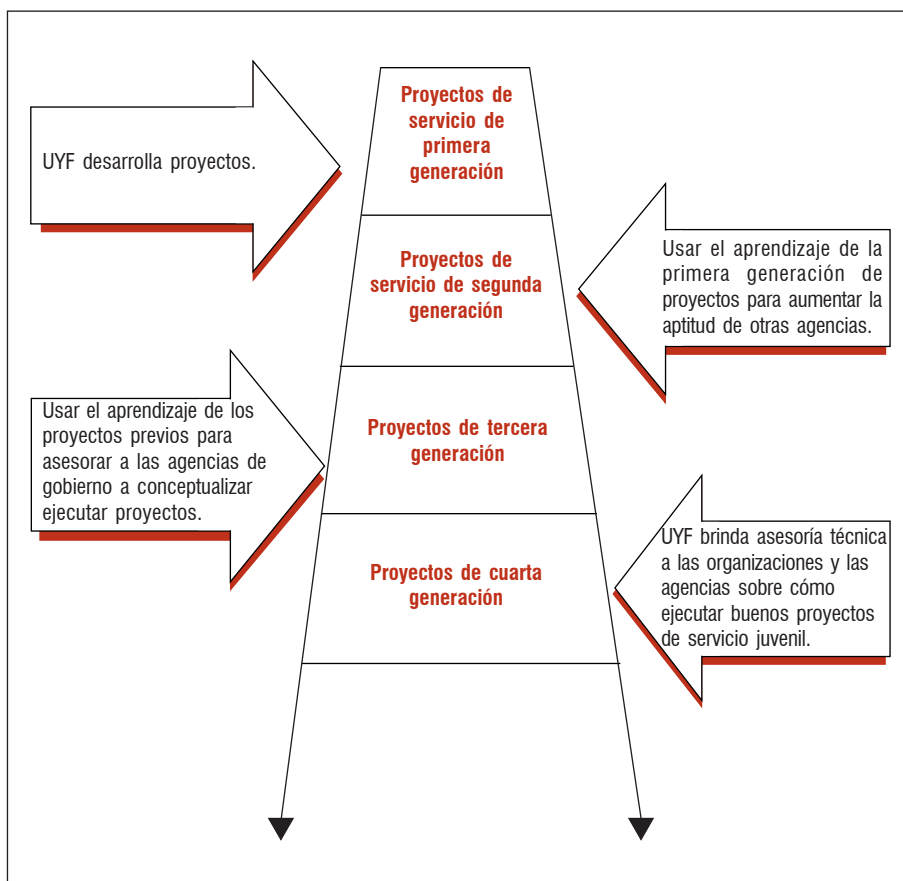 UYF desarrolla proyectos.
Proyectos de
servicio de
primera
generación
Proyectos de
servicio de segunda
generación
Usar el aprendizaje de la
primera generación de
proyectos para aumentar la
aptitud de otras agencias.
Usar el aprendizaje de los
proyectos previos para
asesorar a las agencias de
gobierno a conceptualizar
ejecutar proyectos.
Proyectos de tercera
generación
Proyectos de cuarta
generación
UYF brinda asesoría técnica
a las organizaciones y las
agencias sobre cómo
ejecutar buenos proyectos
de servicio juvenil.